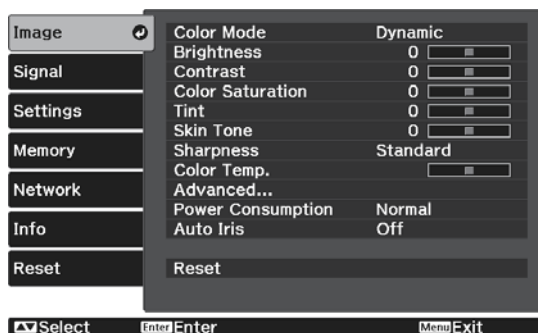 Image
Signal
Settings
Memory
Network
Info
Reset
Color Mode Dynamic
Brightness 0
Contrast 0
Color Saturation 0
Tint 0
Skin Tone 0
Sharpness Standard
Color Temp.
Advanced...
Power Consumption Normal
Auto Iris Off
Reset
Select Enter Enter Menu Exit